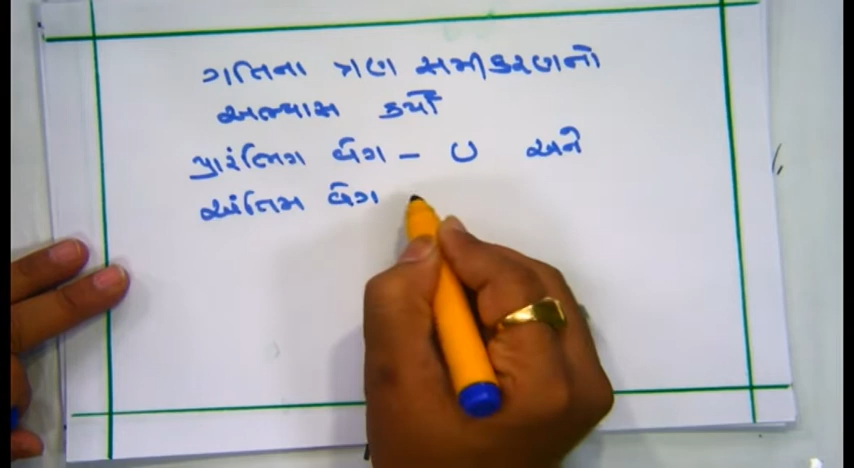 ગતિના ત્રણ સમીકરણનો
અભ્યાસ કર્યો
પ્રારંભિગ વેગ - U અને
અંતિમ વેગ